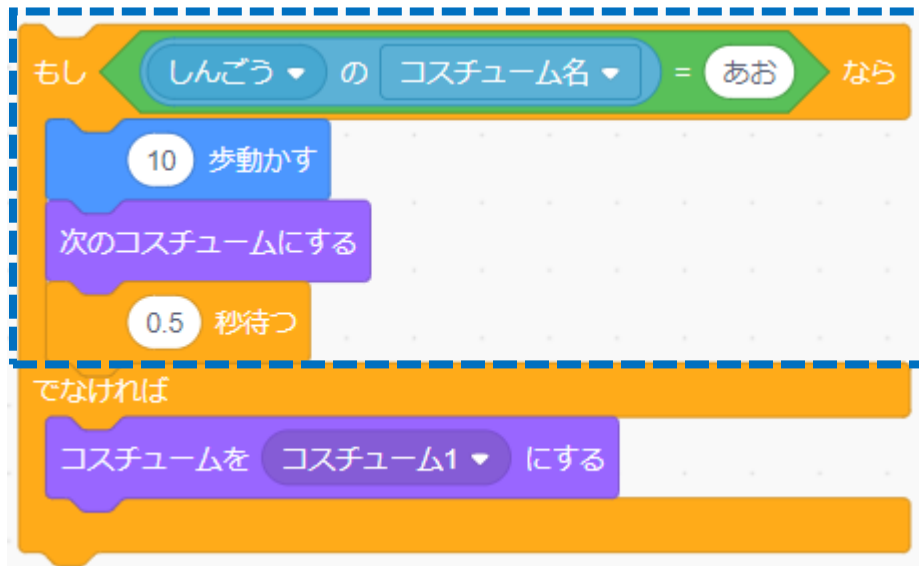 もし しんごう の コスチューム名 = あお なら
10 歩動かす
次のコスチュームにする
0.5 秒待つ
でなければ
コスチュームを コスチューム1 にする